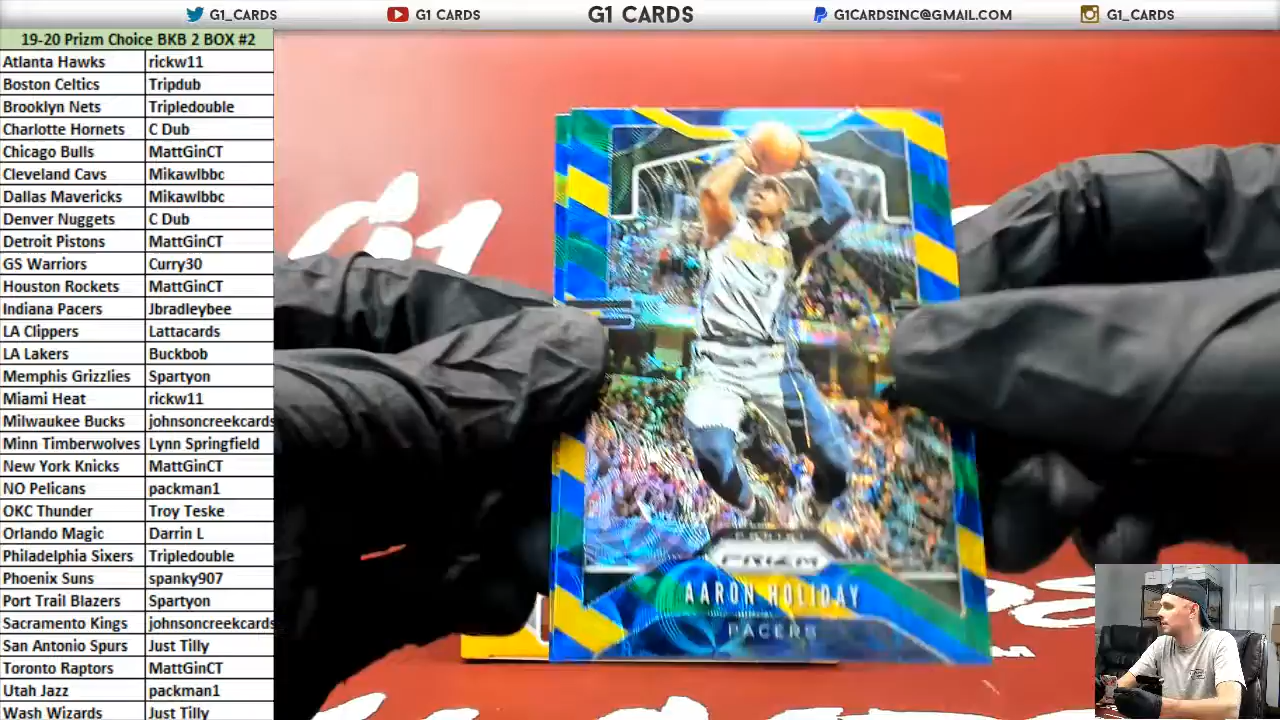 G1_CARDS
G1 CARDS
G1 CARDS
G1CARDSINC@GMAIL.COM
G1_CARDS
19-20 Prizm Choice BKB 2 BOX #2
Atlanta Hawks rickw11
Boston Celtics Tripdub
Brooklyn Nets Tripledouble
Charlotte Hornets C Dub
Chicago Bulls MattGinCT
Cleveland Cavs Mikawlbbc
Dallas Mavericks Mikawlbbc
Denver Nuggets C Dub
Detroit Pistons MattGinCT
GS Warriors Curry30
Houston Rockets MattGinCT
Indiana Pacers Jbradleybee
LA Clippers Lattacards
LA Lakers Buckbob
Memphis Grizzlies Spartyon
Miami Heat rickw11
Milwaukee Bucks johnsoncreekcards
Minn Timberwolves Lynn Springfield
New York Knicks MattGinCT
NO Pelicans packman1
OKC Thunder Troy Teske
Orlando Magic Darrin L
Philadelphia Sixers Tripledouble
Phoenix Suns spanky907
Port Trail Blazers Spartyon
Sacramento Kings johnsoncreekcards
San Antonio Spurs Just Tilly
Toronto Raptors MattGinCT
Utah Jazz packman1
Wash Wizards Just Tilly
G1
PANINI
PRIZM
AARON HOLIDAY
PACERS